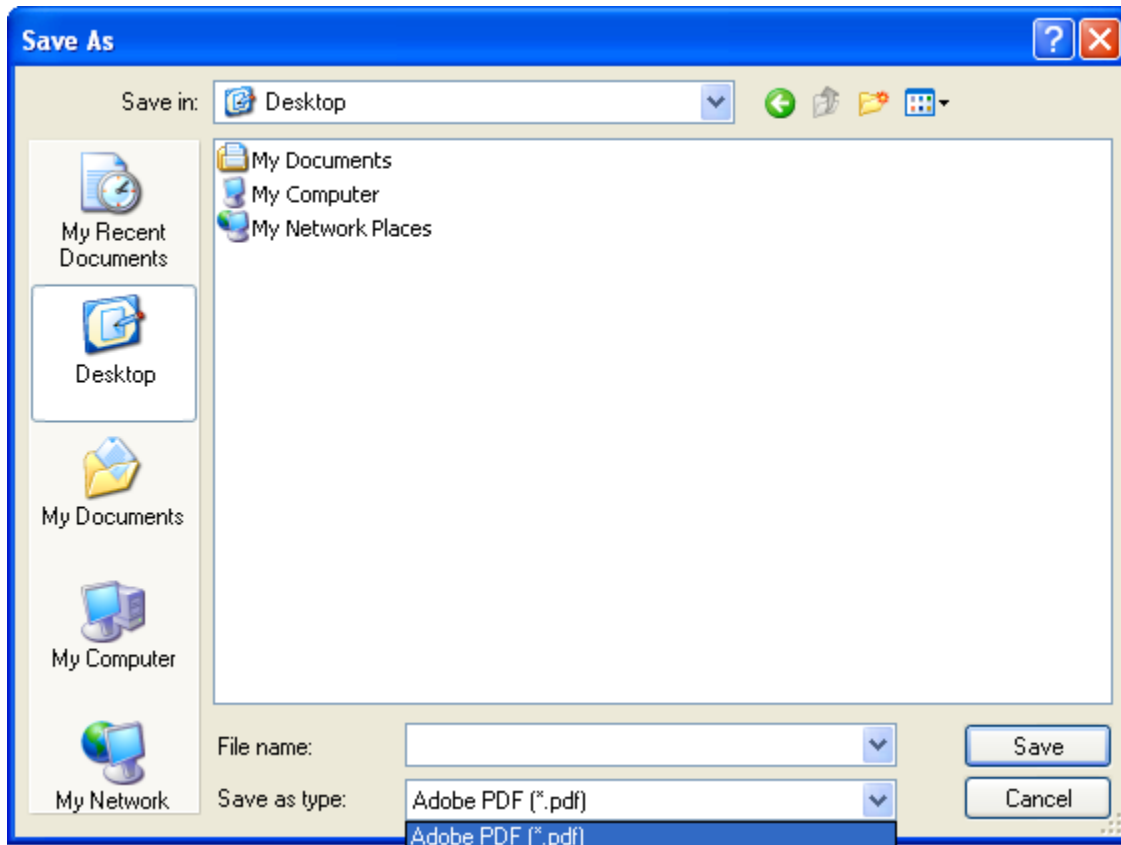 Save As
Save in:
Desktop
My Recent
Documents
Desktop
My Documents
My Computer
My Network
My Documents
My Computer
My Network Places
File name:
Save
Save as type:
Adobe PDF (*.pdf)
Cancel
Adobe PDF (*.pdf)